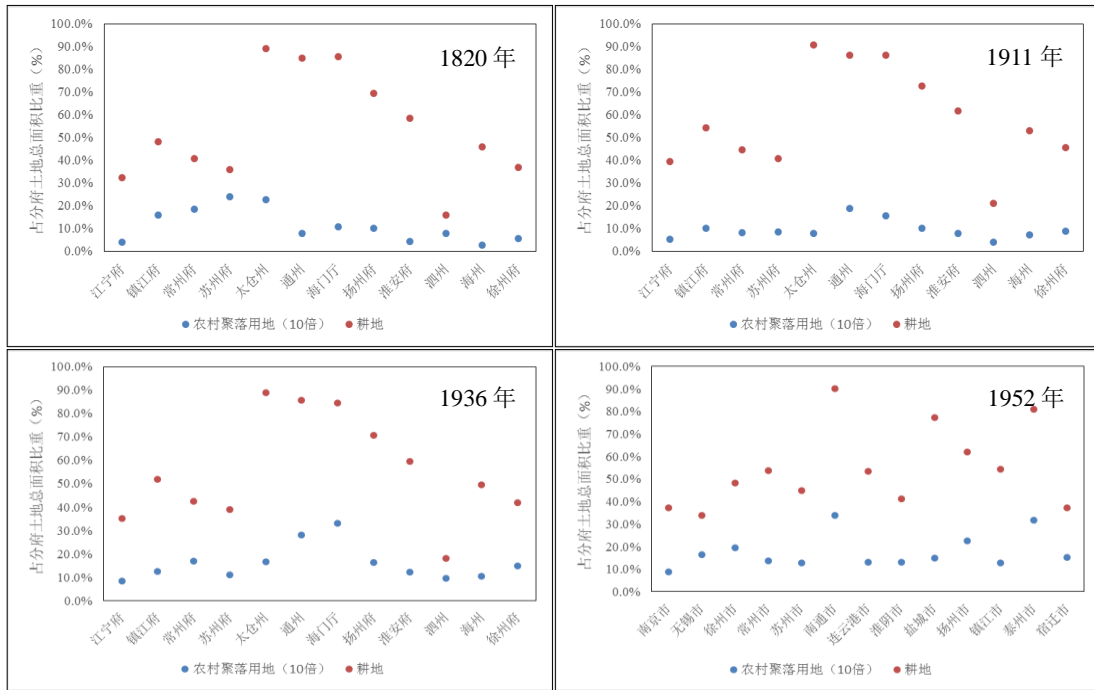 1820 年
占分府土地总面积比重（%）
100.0%
90.0%
80.0%
70.0%
60.0%
50.0%
40.0%
30.0%
20.0%
10.0%
0.0%
江宁府
镇江府
常州府
苏州府
太仓州
通州
海门厅
扬州府
淮安府
泗州
海州
徐州府
农村聚落用地（10倍） 耕地
1911 年
占分府土地总面积比重（%）
100.0%
90.0%
80.0%
70.0%
60.0%
50.0%
40.0%
30.0%
20.0%
10.0%
0.0%
江宁府
镇江府
常州府
苏州府
太仓州
通州
海门厅
扬州府
淮安府
泗州
海州
徐州府
农村聚落用地（10倍） 耕地
1936 年
占分府土地总面积比重（%）
100.0%
90.0%
80.0%
70.0%
60.0%
50.0%
40.0%
30.0%
20.0%
10.0%
0.0%
江宁府
镇江府
常州府
苏州府
太仓州
通州
海门厅
扬州府
淮安府
泗州
海州
徐州府
农村聚落用地（10倍） 耕地
1952 年
占分府土地总面积比重（%）
100.0%
90.0%
80.0%
70.0%
60.0%
50.0%
40.0%
30.0%
20.0%
10.0%
0.0%
南京市
无锡市
徐州市
常州市
苏州市
南通市
连云港市
淮阴市
盐城市
扬州市
镇江市
泰州市
宿迁市
农村聚落用地（10倍） 耕地